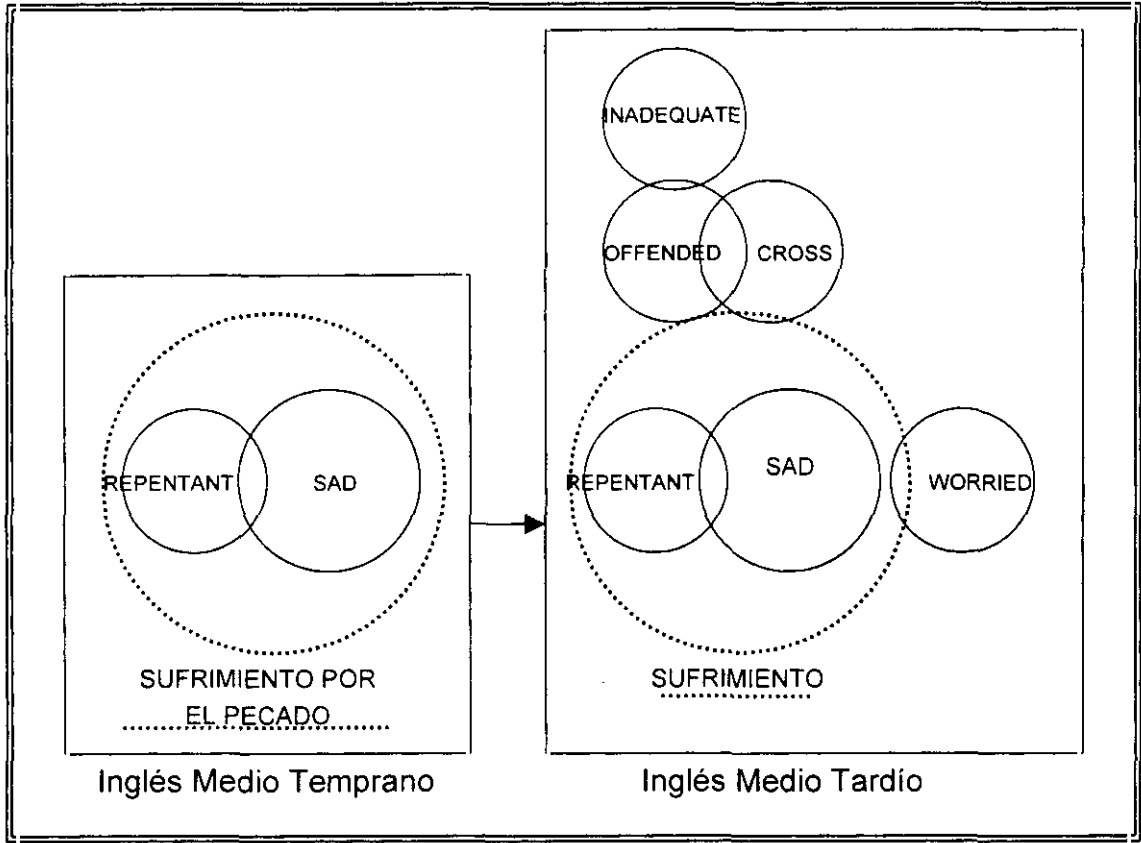 REPENTANT
SAD
SUFRIMIENTO POR
EL PECADO
Inglés Medio Temprano
INADEQUATE
OFFENDED
CROSS
REPENTANT
SAD
WORRIED
SUFRIMIENTO
Inglés Medio Tardío